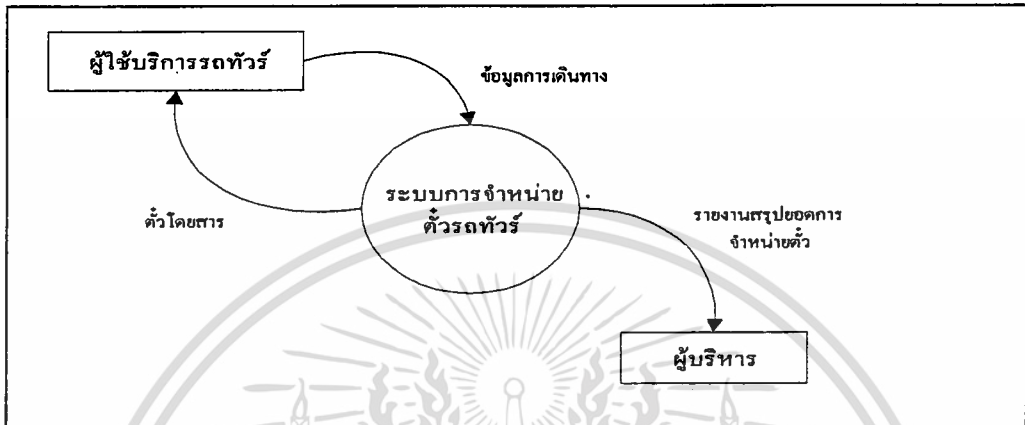 ผู้ใช้บริการรถทัวร์
ข้อมูลการเดินทาง
ระบบการจำหน่าย
ตั๋วรถทัวร์
ตั๋วโดยสาร
รายงานสรุปยอดการ
จำหน่ายตั๋ว
ผู้บริหาร